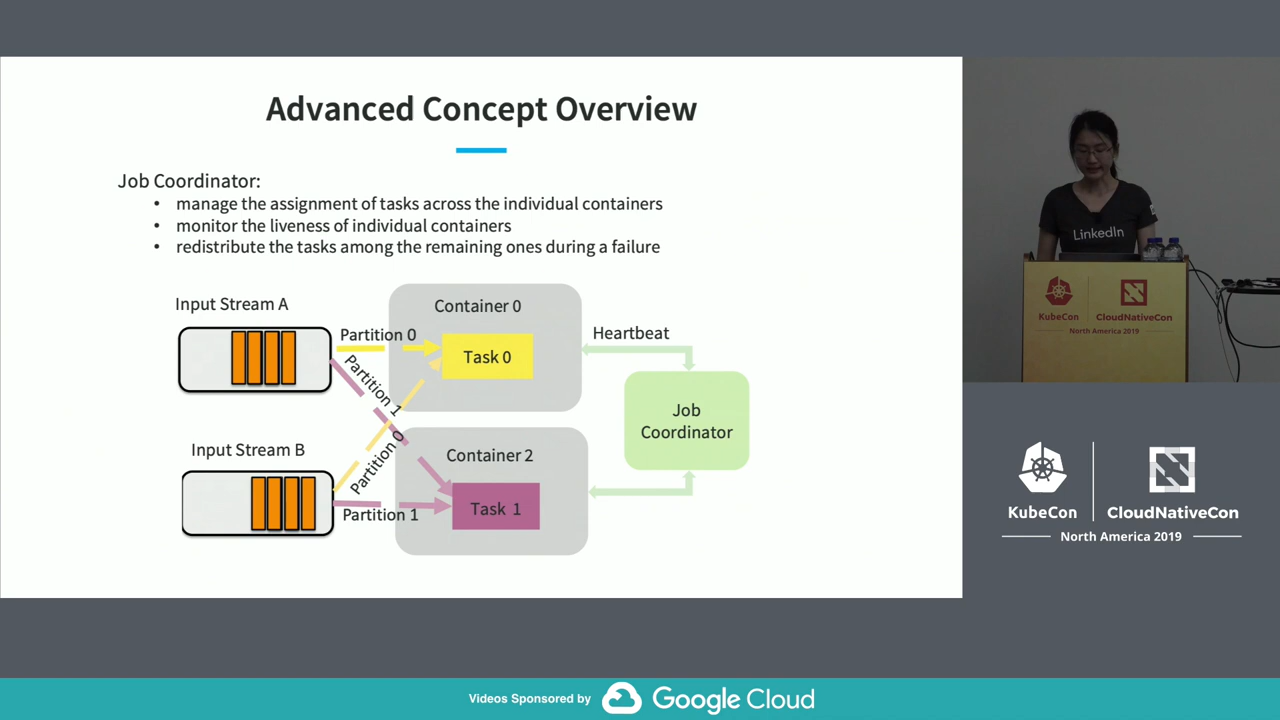 Advanced Concept Overview
Job Coordinator:
• manage the assignment of tasks across the individual containers
• monitor the liveness of individual containers
• redistribute the tasks among the remaining ones during a failure
Input Stream A
Container 0
Partition 0
Task 0
Heartbeat
Partition 1
Job
Coordinator
Input Stream B
Partition 0
Container 2
Task 1
Partition 1
LinkedIn
KubeCon
CloudNativeCon
North America 2019
KubeCon
CloudNativeCon
North America 2019
Videos Sponsored by
Google Cloud